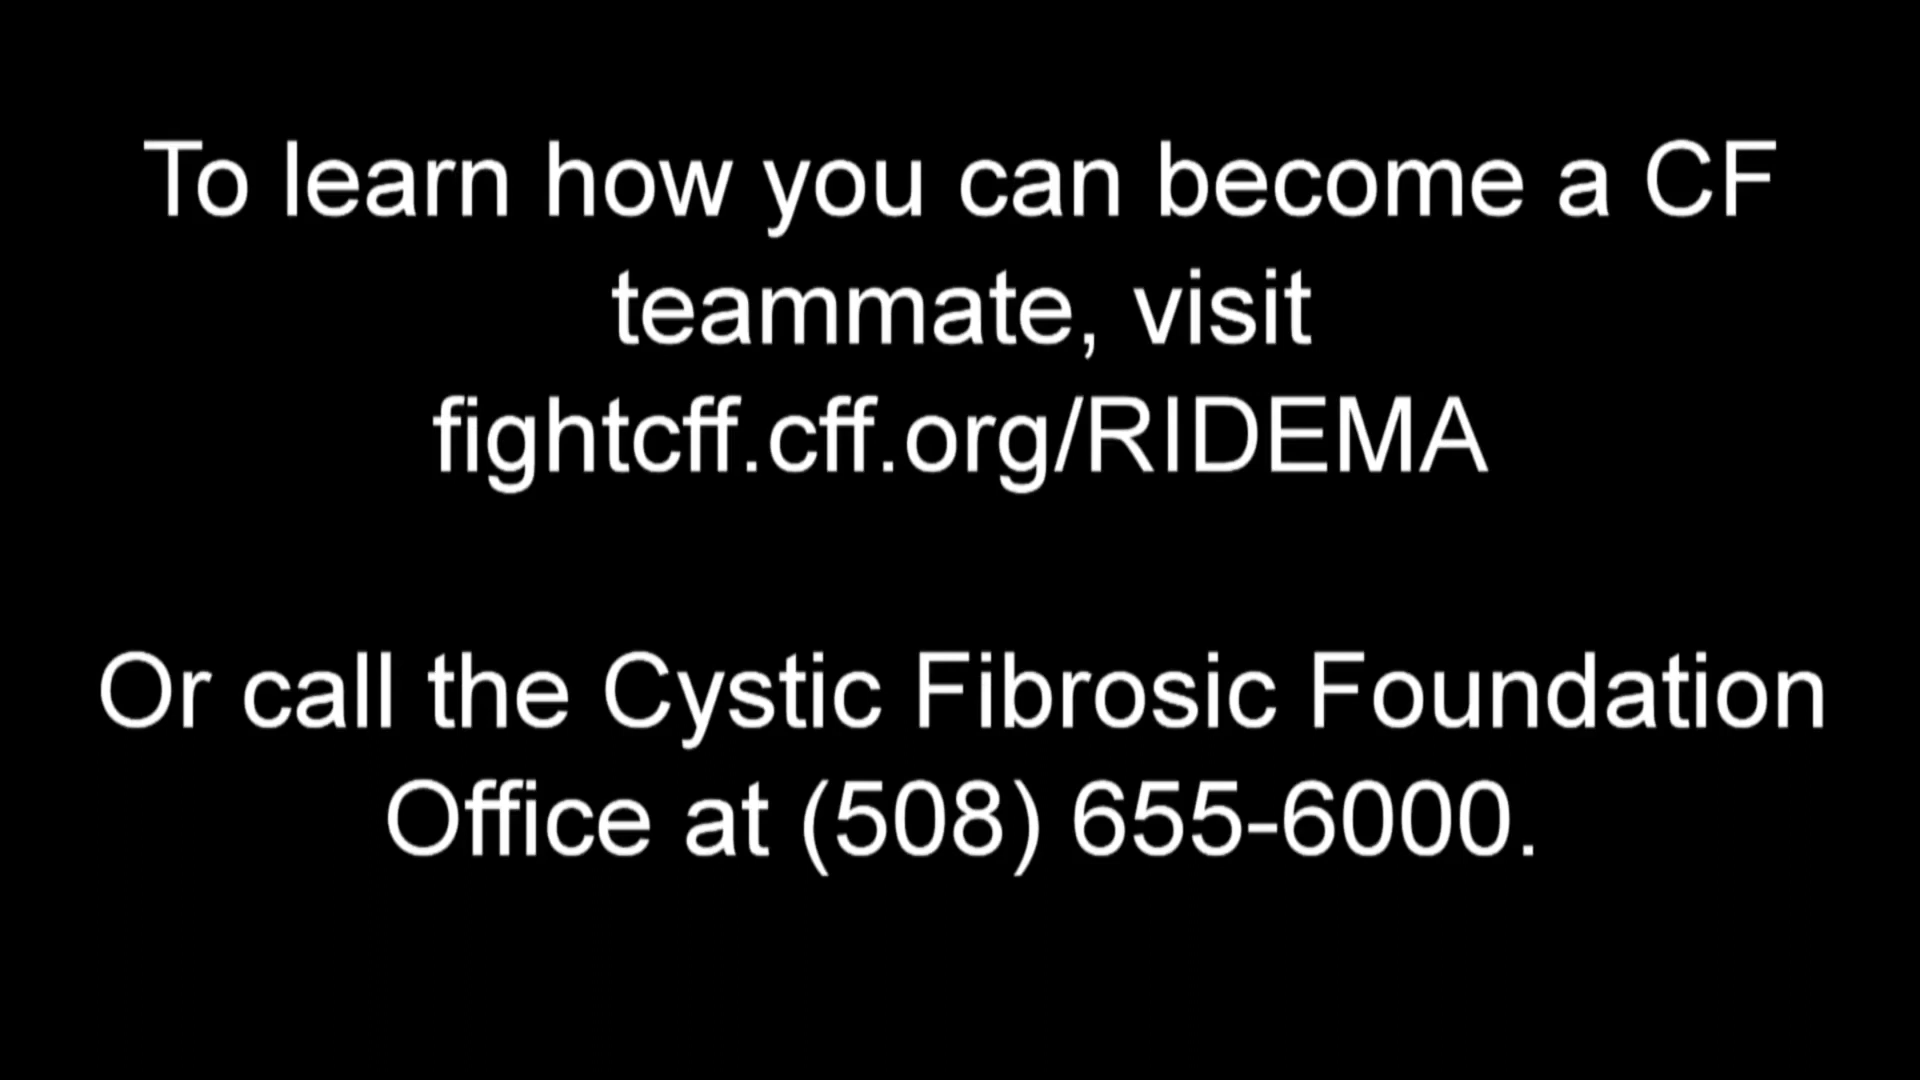 To learn how you can become a CF
teammate, visit
fightcff.cff.org/RIDEMA
Or call the Cystic Fibrosic Foundation
Office at (508) 655-6000.